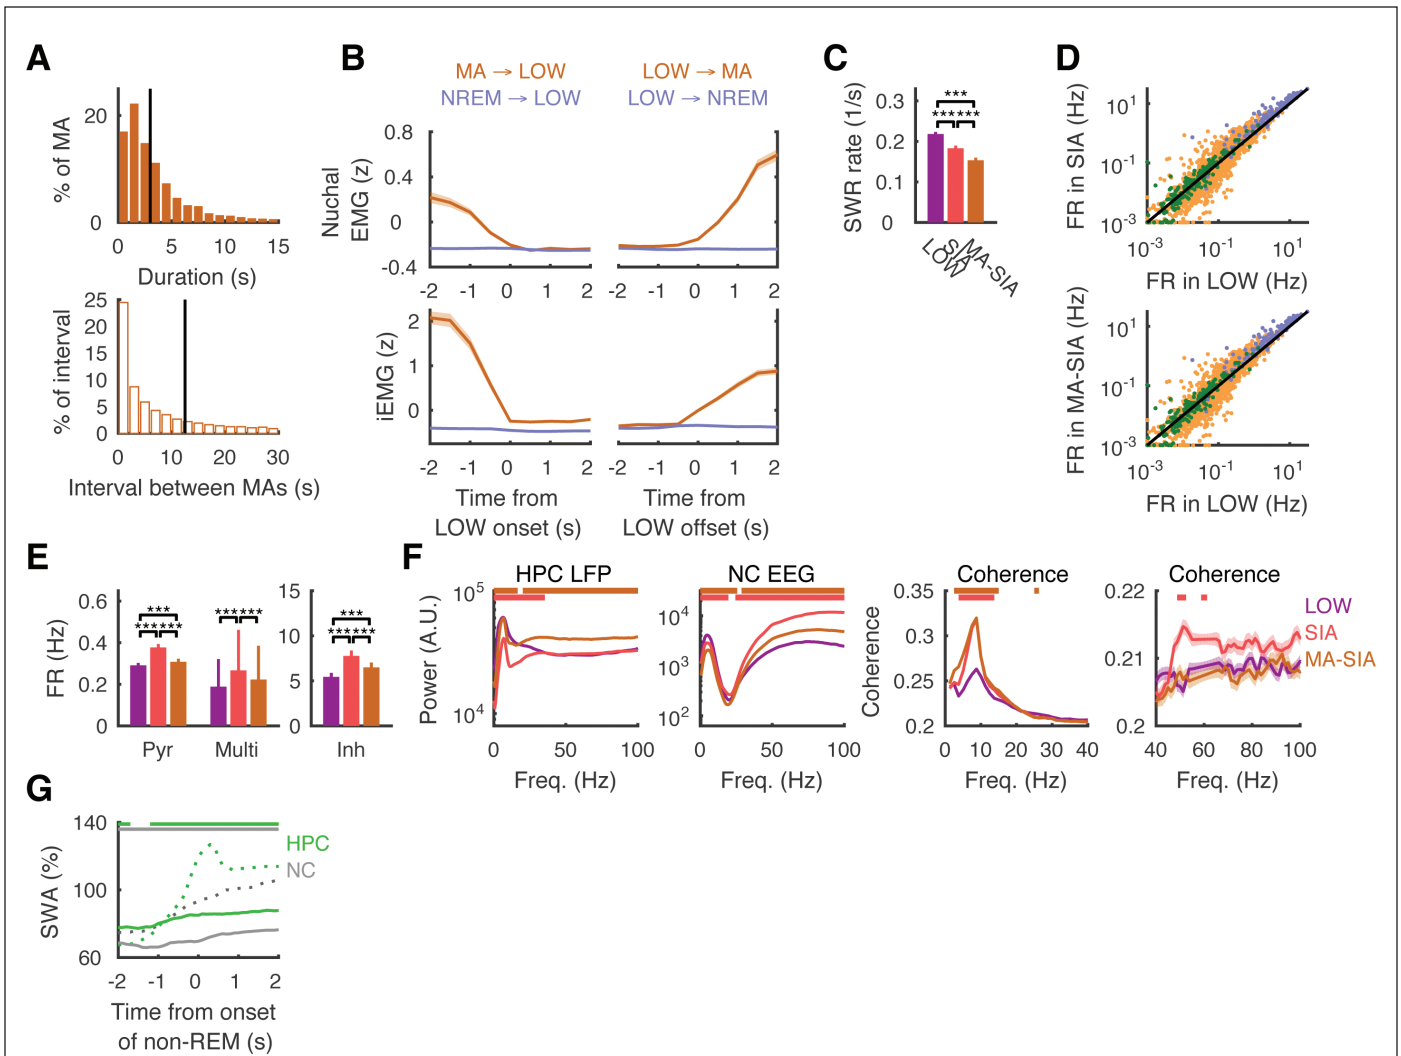 A
% of MA
20
0
0 5 10 15
Duration (s)
% of interval
25
20
15
10
5
0
0 10 20 30
Interval between MAs (s)
B
MA → LOW
NREM → LOW
LOW → MA
LOW → NREM
Nuchal
EMG (z)
0.8
0.4
0
-0.4
-2 -1 0 1 2
-2 -1 0 1 2
iEMG (z)
2
1
0
-2 -1 0 1 2
-2 -1 0 1 2
Time from
LOW onset (s)
Time from
LOW offset (s)
C
SWR rate (1/s)
0.3
0.2
0.1
0
***
*** ***
LOW
SIA
MA-SIA
D
FR in SIA (Hz)
10^1
10^-1
10^-3
10^-3 10^-1 10^1
FR in LOW (Hz)
FR in MA-SIA (Hz)
10^1
10^-1
10^-3
10^-3 10^-1 10^1
FR in LOW (Hz)
E
FR (Hz)
0.6
0.4
0.2
0
***
*** ***
*** ***
Pyr Multi
15
10
5
0
***
*** ***
Inh
F
HPC LFP
Power (A.U.)
10^5
10^4
0 50 100
Freq. (Hz)
NC EEG
10^4
10^3
10^2
0 50 100
Freq. (Hz)
Coherence
Coherence
0.35
0.3
0.25
0.2
0 10 20 30 40
Freq. (Hz)
Coherence
0.22
0.21
0.2
40 60 80 100
Freq. (Hz)
LOW
SIA
MA-SIA
G
SWA (%)
140
100
60
HPC
NC
-2 -1 0 1 2
Time from onset
of non-REM (s)